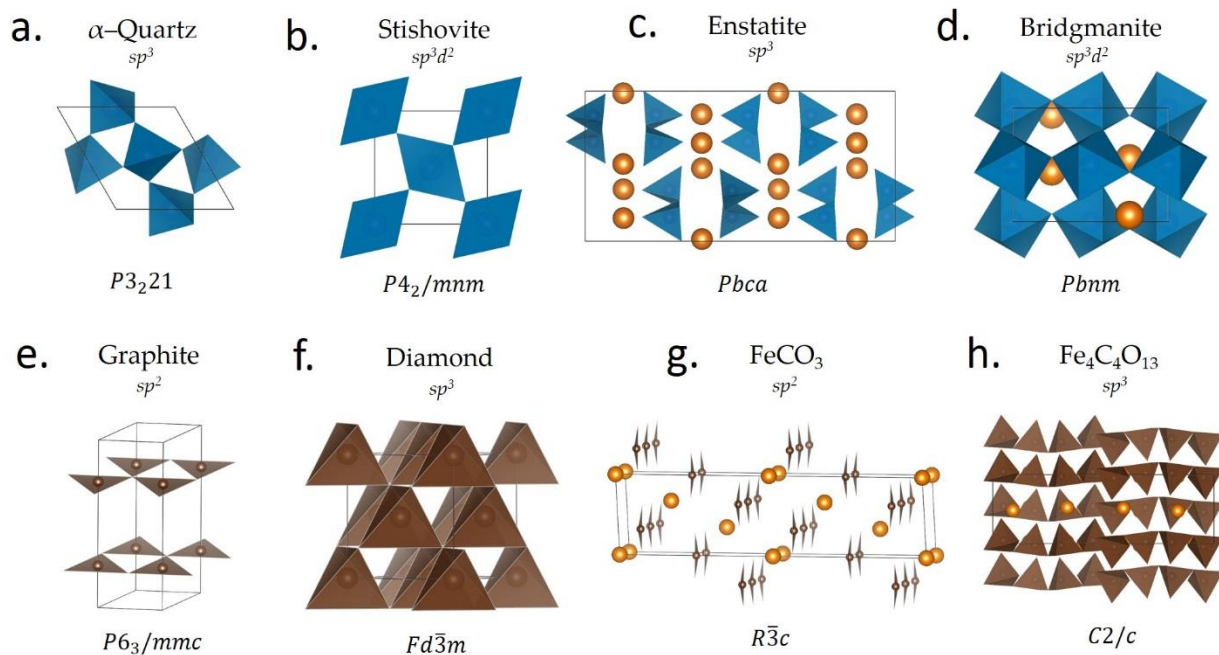 a. α–Quartz
sp³
P3₂21
b. Stishovite
sp³d²
P4₂/mnm
c. Enstatite
sp³
Pbca
d. Bridgmanite
sp³d²
Pbnm
e. Graphite
sp²
P6₃/mmc
f. Diamond
sp³
Fd3̅m
g. FeCO₃
sp²
R3̅c
h. Fe₄C₄O₁₃
sp³
C2/c